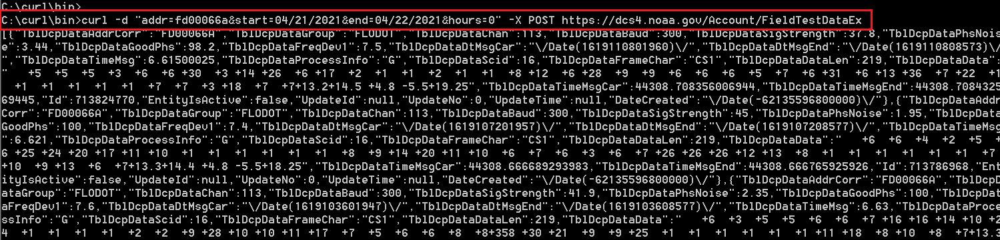 C:\curl\bin>
C:\curl\bin>curl -d "addr=fd00066a&start=04/21/2021&end=04/22/2021&hours=0" -X POST https://dcs4.noaa.gov/Account/FieldTestDataEx
[{"TblDcpDataAddrCorr":"FD00066A","TblDcpDataGroup":"FLODOT","TblDcpDataChan":113,"TblDcpDataBaud":300,"TblDcpDataSigStrength":37.8,"TblDcpDataPhsNois
e":3.44,"TblDcpDataGoodPhs":98.2,"TblDcpDataFreqDev1":7.5,"TblDcpDataDtMsgCar":"\/Date(1619110801960)\/","TblDcpDataDtMsgEnd":"\/Date(1619110808573)\/
","TblDcpDataTimeMsg":6.61500025,"TblDcpDataProcessInfo":"G","TblDcpDataScid":16,"TblDcpDataFrameChar":"CS1","TblDcpDataDataLen":219,"TblDcpDataData":
"   +5  +5  +5  +3  +6  +6 +30  +3 +14 +26  +6 +17  +2  +1  +1  +2  +1  +1  +8 +12  +6 +28  +9  +9  +6  +6  +5  +7  +6 +31  +6 +13 +36  +7 +22  +1
  +1  +1  +1  +1  +1  +7  +7  +3 +18  +7  +7+13.2+14.5 +4.8 -5.5+19.25","TblDcpDataTimeMsgCar":44308.708356006944,"TblDcpDataTimeMsgEnd":44308.7084325
69445,"Id":713824770,"EntityIsActive":false,"UpdateId":null,"UpdateNo":0,"UpdateTime":null,"DateCreated":"\/Date(-62135596800000)\/"},{"TblDcpDataAddr
Corr":"FD00066A","TblDcpDataGroup":"FLODOT","TblDcpDataChan":113,"TblDcpDataBaud":300,"TblDcpDataSigStrength":45,"TblDcpDataPhsNoise":1.95,"TblDcpData
GoodPhs":100,"TblDcpDataFreqDev1":7.4,"TblDcpDataDtMsgCar":"\/Date(1619107201957)\/","TblDcpDataDtMsgEnd":"\/Date(1619107208577)\/","TblDcpDataTimeMsg
":6.621,"TblDcpDataProcessInfo":"G","TblDcpDataScid":16,"TblDcpDataFrameChar":"CS1","TblDcpDataDataLen":219,"TblDcpDataData":"   +6  +6  +4  +2  +5  +
6 +25 +24 +20 +17 +11 +10  +1  +1  +1  +1  +1  +1  +8  +9 +14 +20 +11 +10  +6  +7  +6  +3  +6  +7 +26 +26 +26 +12 +13  +8  +1  +1  +1  +1  +1  +1  +7
+10  +9 +13  +6  +7+13.3+14.4 +4.8 -5.5+18.25","TblDcpDataTimeMsgCar":44308.666689293983,"TblDcpDataTimeMsgEnd":44308.666765925926,"Id":713786968,"Ent
ityIsActive":false,"UpdateId":null,"UpdateNo":0,"UpdateTime":null,"DateCreated":"\/Date(-62135596800000)\/"},{"TblDcpDataAddrCorr":"FD00066A","TblDcpD
ataGroup":"FLODOT","TblDcpDataChan":113,"TblDcpDataBaud":300,"TblDcpDataSigStrength":41.9,"TblDcpDataPhsNoise":2.35,"TblDcpDataGoodPhs":100,"TblDcpDat
aFreqDev1":7.6,"TblDcpDataDtMsgCar":"\/Date(1619103601947)\/","TblDcpDataDtMsgEnd":"\/Date(1619103608577)\/","TblDcpDataTimeMsg":6.63,"TblDcpDataProce
ssInfo":"G","TblDcpDataScid":16,"TblDcpDataFrameChar":"CS1","TblDcpDataDataLen":219,"TblDcpDataData":"   +6  +3  +5  +5  +6  +6  +7 +16 +16 +14 +10 +2
4  +1  +1  +1  +1  +2  +2  +9 +28 +10 +10 +11 +17  +7  +5  +6  +6  +8  +8+358 +30 +21  +9  +9 +25  +1  +1  +1  +1  +1  +1 +11 +18  +8 +10  +8  +7+13.3